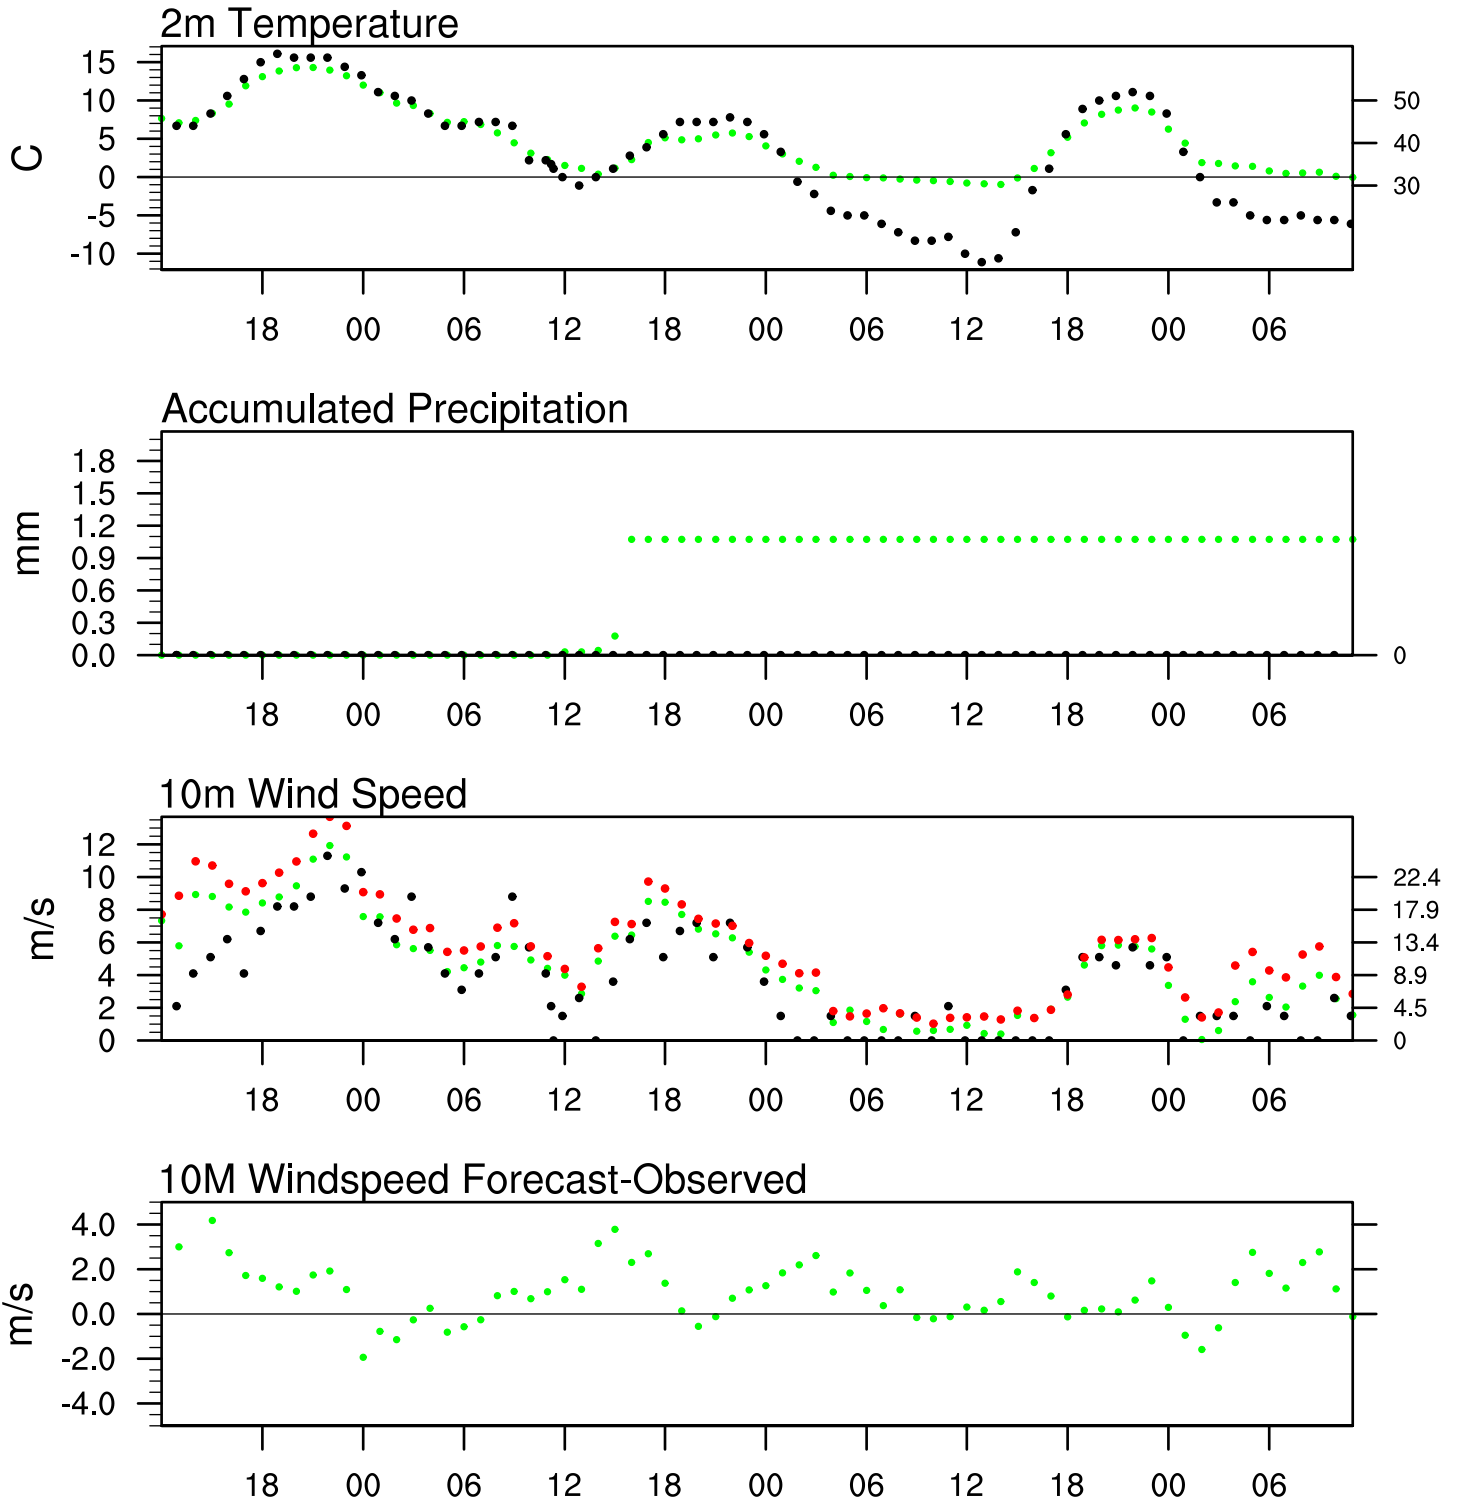 2m Temperature
C
15
10
5
0
-5
-10
50
40
30
18 00 06 12 18 00 06 12 18 00 06
Accumulated Precipitation
mm
1.8
1.5
1.2
0.9
0.6
0.3
0.0
0
18 00 06 12 18 00 06 12 18 00 06
10m Wind Speed
m/s
12
10
8
6
4
2
0
22.4
17.9
13.4
8.9
4.5
0
18 00 06 12 18 00 06 12 18 00 06
10M Windspeed Forecast-Observed
m/s
4.0
2.0
0.0
-2.0
-4.0
18 00 06 12 18 00 06 12 18 00 06